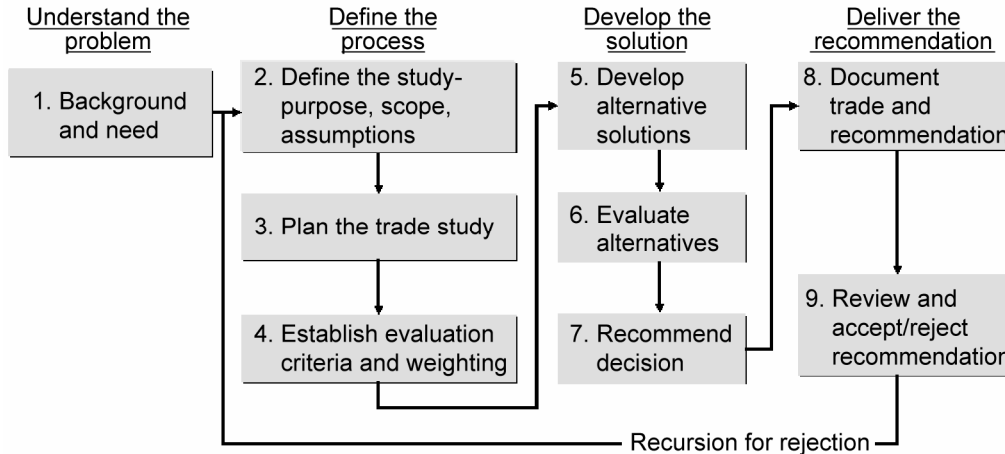 Understand the
problem
1. Background
and need
Define the
process
2. Define the study-
purpose, scope,
assumptions
3. Plan the trade study
4. Establish evaluation
criteria and weighting
Develop the
solution
5. Develop
alternative
solutions
6. Evaluate
alternatives
7. Recommend
decision
Deliver the
recommendation
8. Document
trade and
recommendation
9. Review and
accept/reject
recommendation
Recursion for rejection